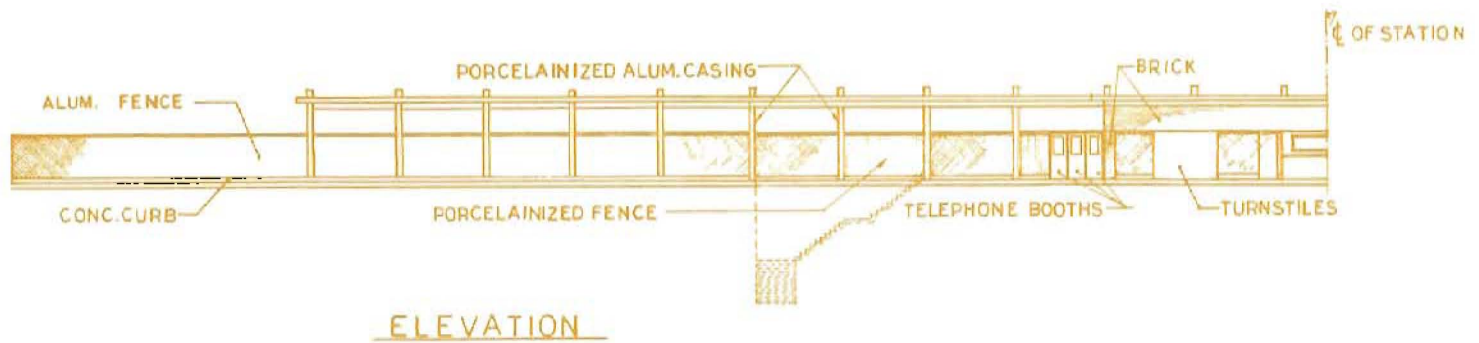 ℄ OF STATION
PORCELAINIZED ALUM. CASING
BRICK
ALUM. FENCE
CONC. CURB
PORCELAINIZED FENCE
TELEPHONE BOOTHS
TURNSTILES
ELEVATION